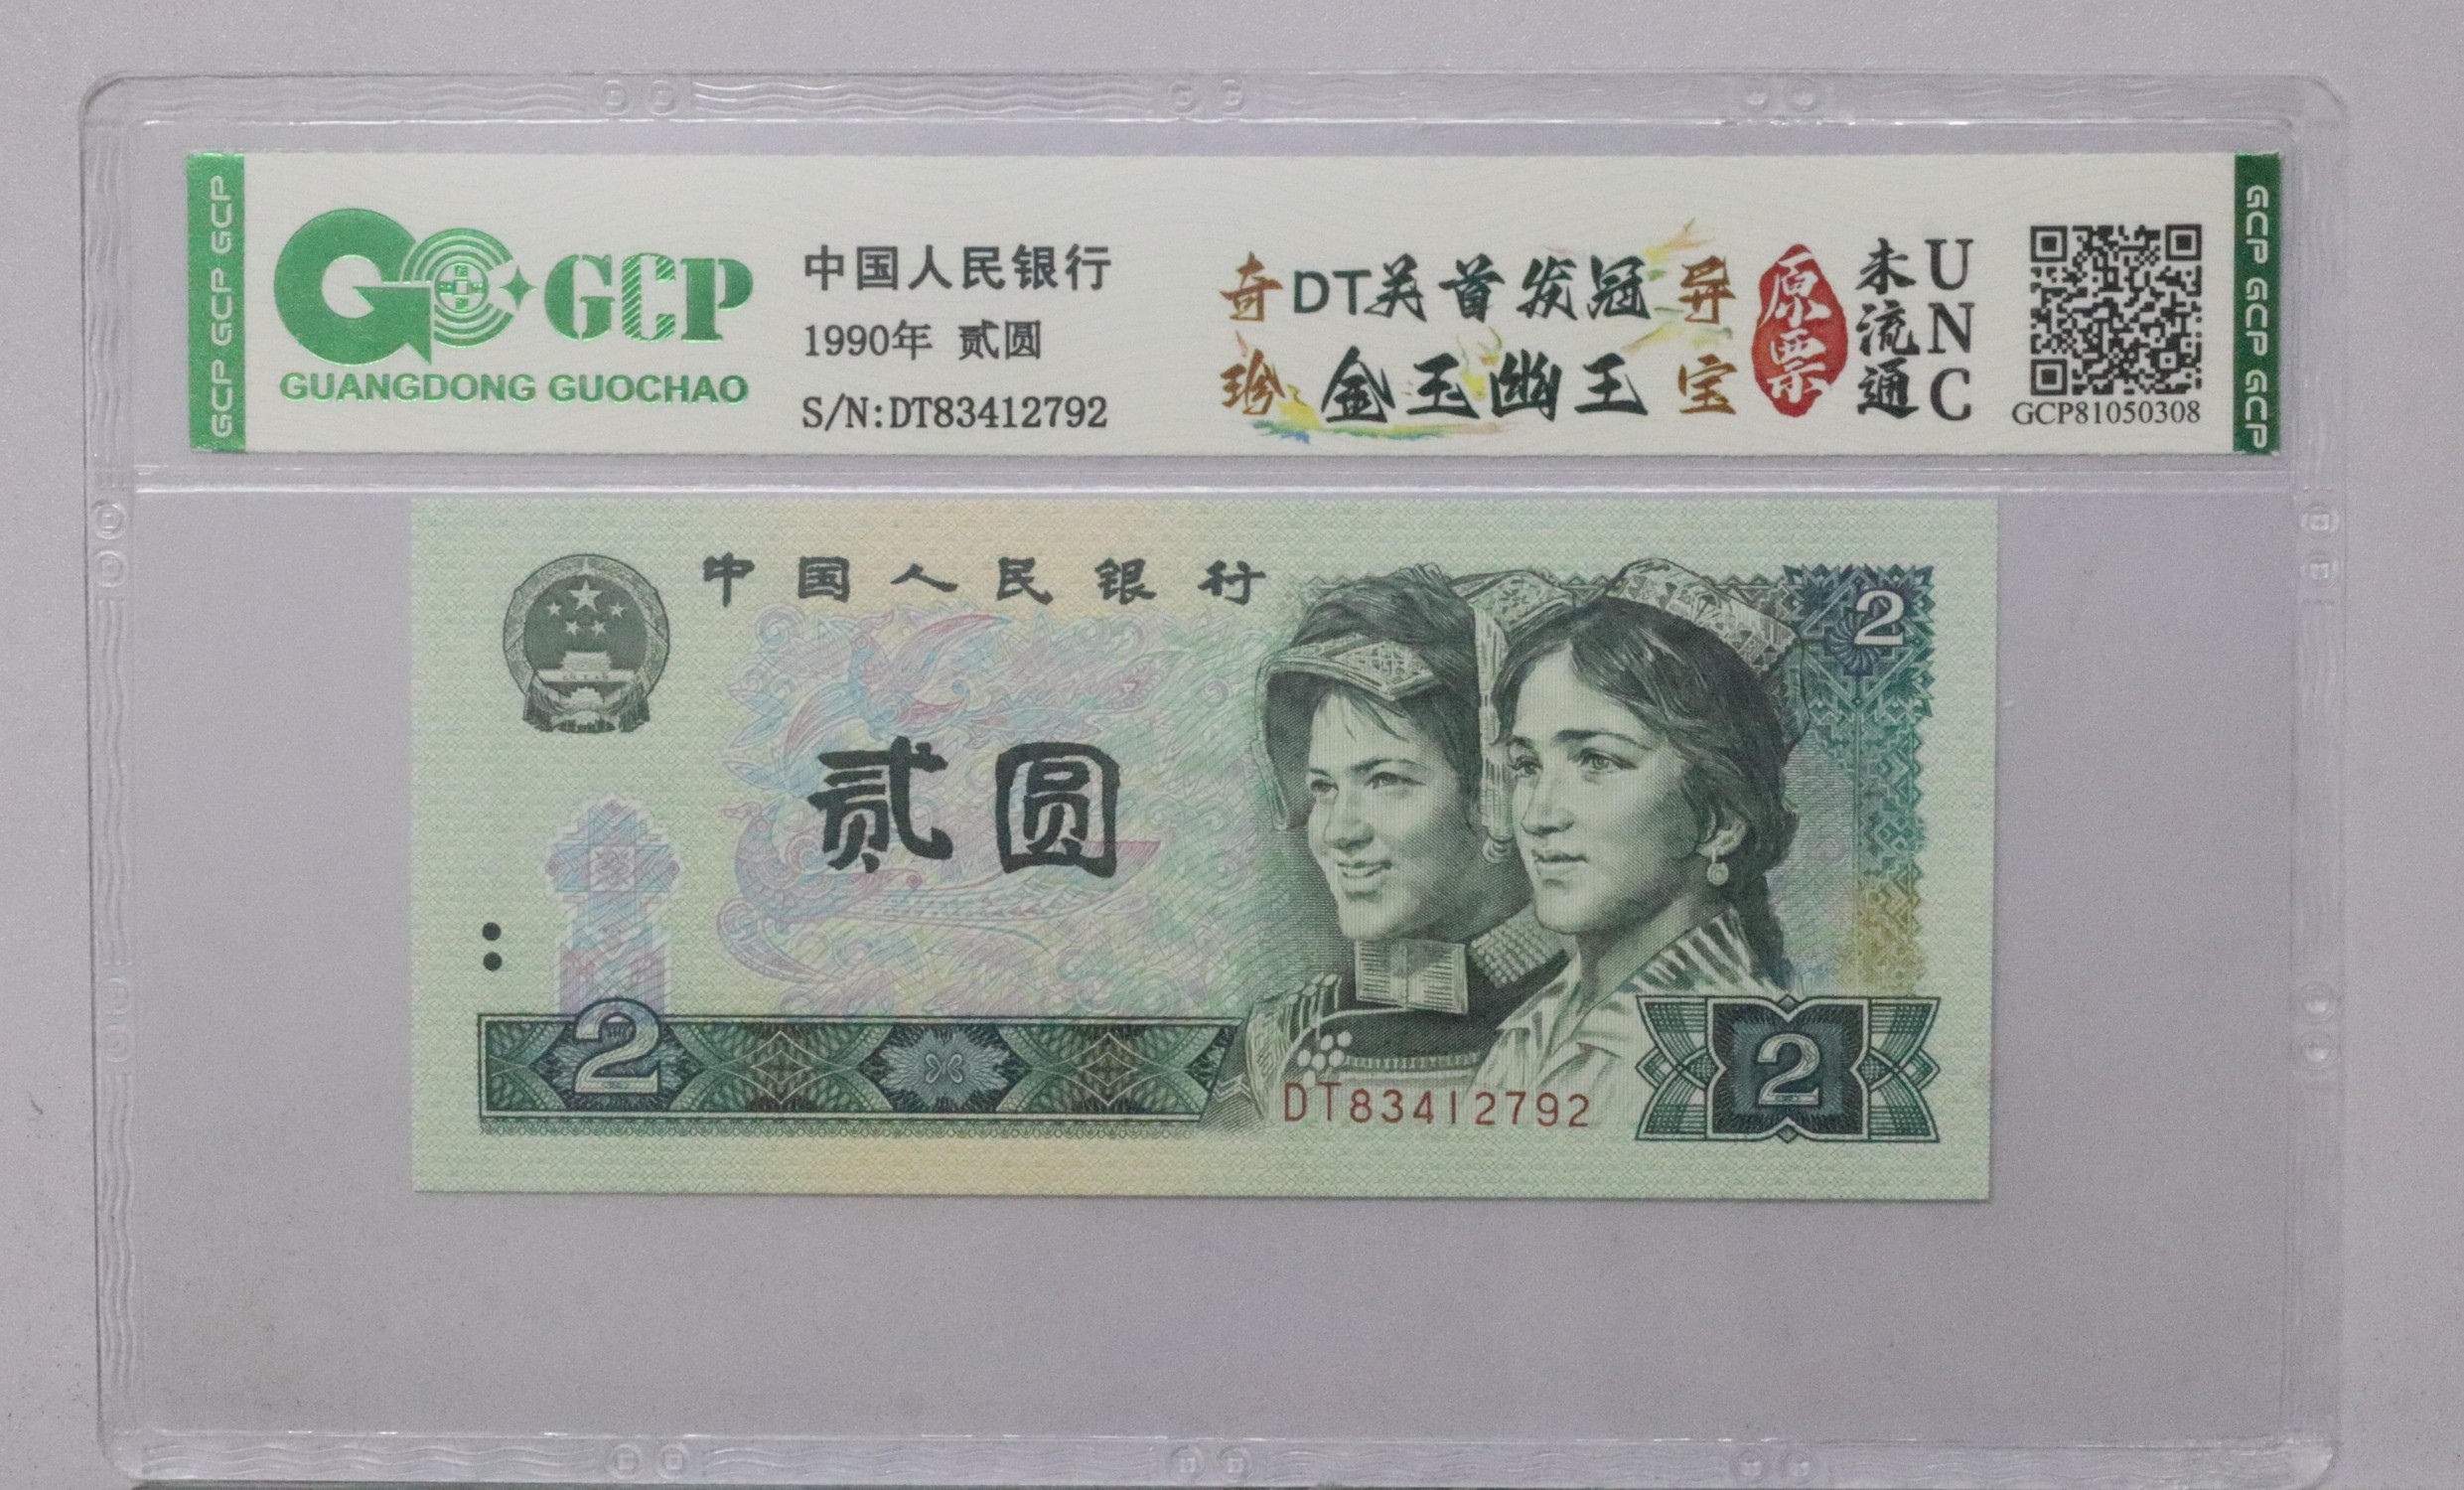 GCP GCP GCP
GCP
GUANGDONG GUOCHAO
中国人民银行
1990年 贰圆
S/N:DT83412792
奇DT关首发冠异
珍金玉幽王宝
原票
未流通
UNC
GCP81050308
GCP GCP GCP
中国人民银行
2
贰圆
2
2
DT83412792